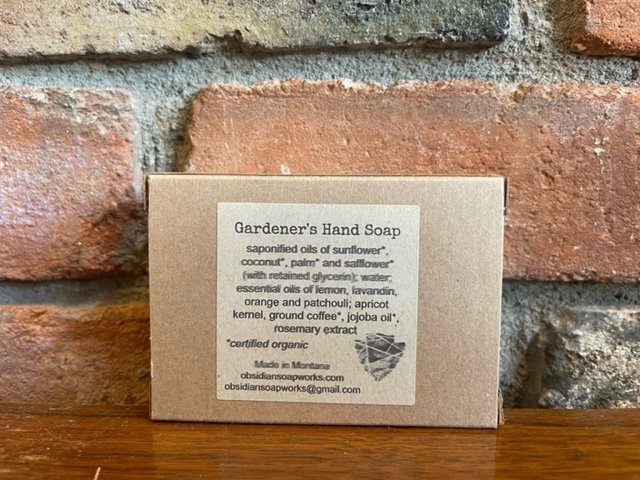 Gardener's Hand Soap
saponified oils of sunflower*,
coconut*, palm* and safflower*
(with retained glycerin); water;
essential oils of lemon, lavandin,
orange and patchouli; apricot
kernel, ground coffee*, jojoba oil*,
rosemary extract
*certified organic
Made in Montana
obsidiansoapworks.com
obsidiansoapworks@gmail.com